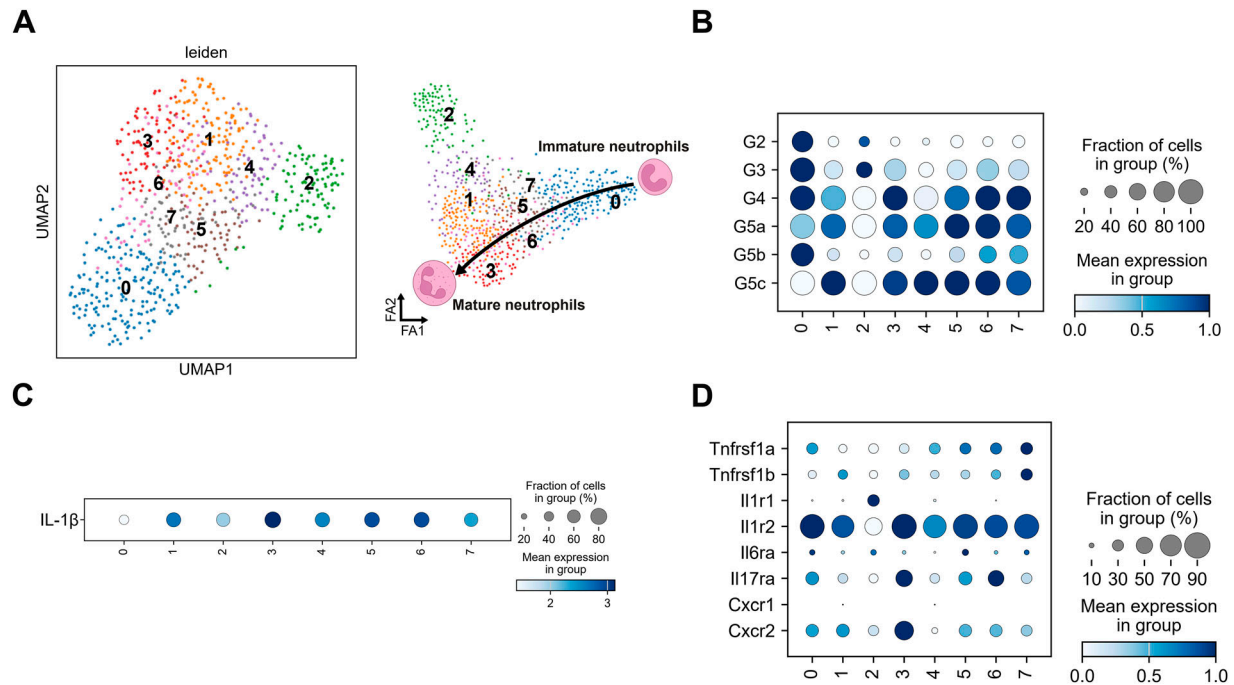 A
leiden
3
1
4
2
6
7
5
0
UMAP2
UMAP1
2
Immature neutrophils
4
7
1
5
0
6
3
Mature neutrophils
FA2
FA1
B
G2
G3
G4
G5a
G5b
G5c
0 1 2 3 4 5 6 7
Fraction of cells
in group (%)
20 40 60 80 100
Mean expression
in group
0.0 0.5 1.0
C
IL-1β
0 1 2 3 4 5 6 7
Fraction of cells
in group (%)
20 40 60 80
Mean expression
in group
2 3
D
Tnfrsf1a
Tnfrsf1b
Il1r1
Il1r2
Il6ra
Il17ra
Cxcr1
Cxcr2
0 1 2 3 4 5 6 7
Fraction of cells
in group (%)
10 30 50 70 90
Mean expression
in group
0.0 0.5 1.0